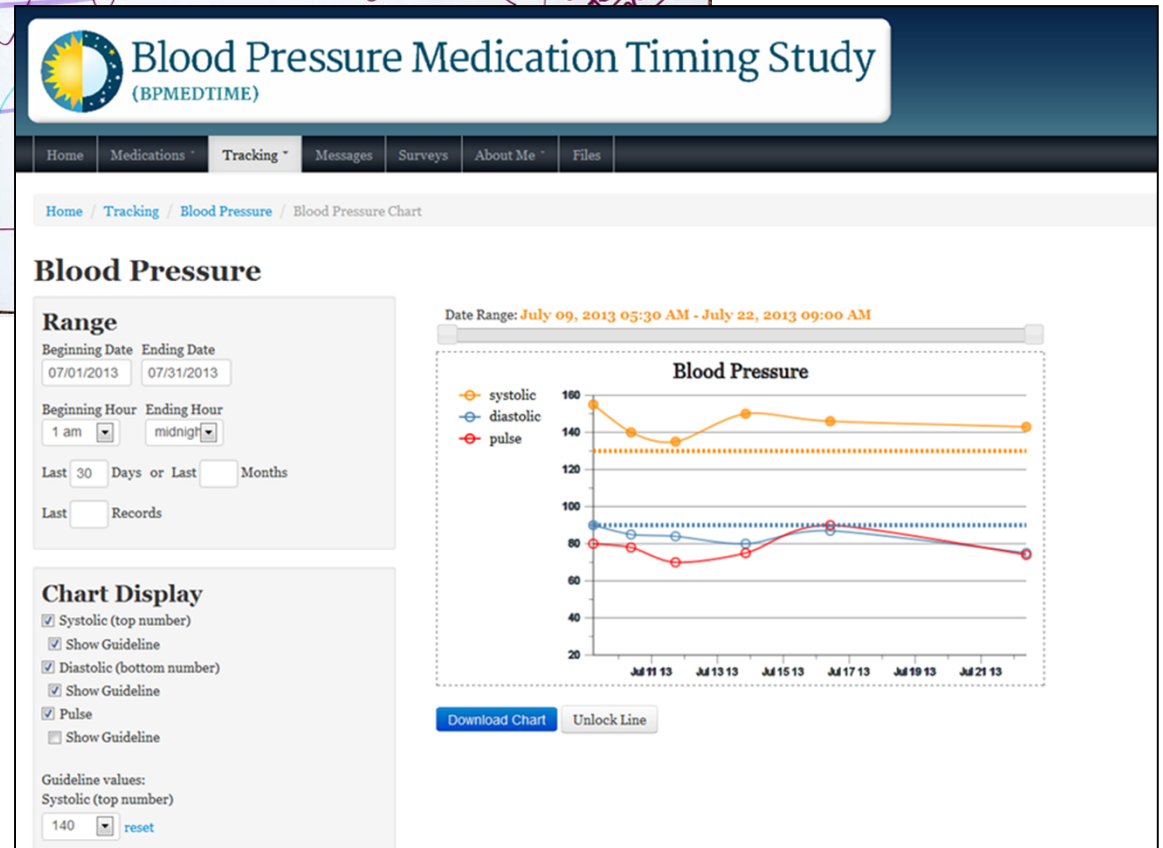 Blood Pressure Medication Timing Study
(BPMEDTIME)
Home Medications Tracking Messages Surveys About Me Files
Home / Tracking / Blood Pressure / Blood Pressure Chart
Blood Pressure
Range
Beginning Date Ending Date
07/01/2013 07/31/2013
Beginning Hour Ending Hour
1 am midnigh
Last 30 Days or Last Months
Last Records
Chart Display
Systolic (top number)
Show Guideline
Diastolic (bottom number)
Show Guideline
Pulse
Show Guideline
Guideline values:
Systolic (top number)
140 reset
Date Range: July 09, 2013 05:30 AM - July 22, 2013 09:00 AM
Blood Pressure
systolic
diastolic
pulse
160
140
120
100
80
60
40
20
Jul 11 13 Jul 13 13 Jul 15 13 Jul 17 13 Jul 19 13 Jul 21 13
Download Chart Unlock Line